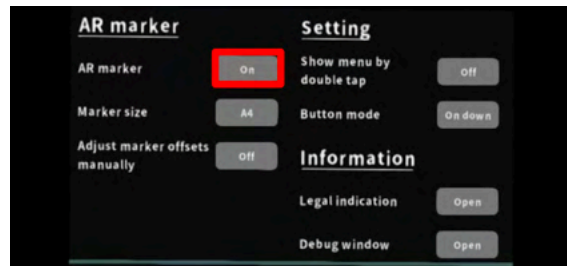 AR marker
AR marker
On
Marker size
A4
Adjust marker offsets
manually
Off
Setting
Show menu by
double tap
Off
Button mode
On down
Information
Legal indication
Open
Debug window
Open